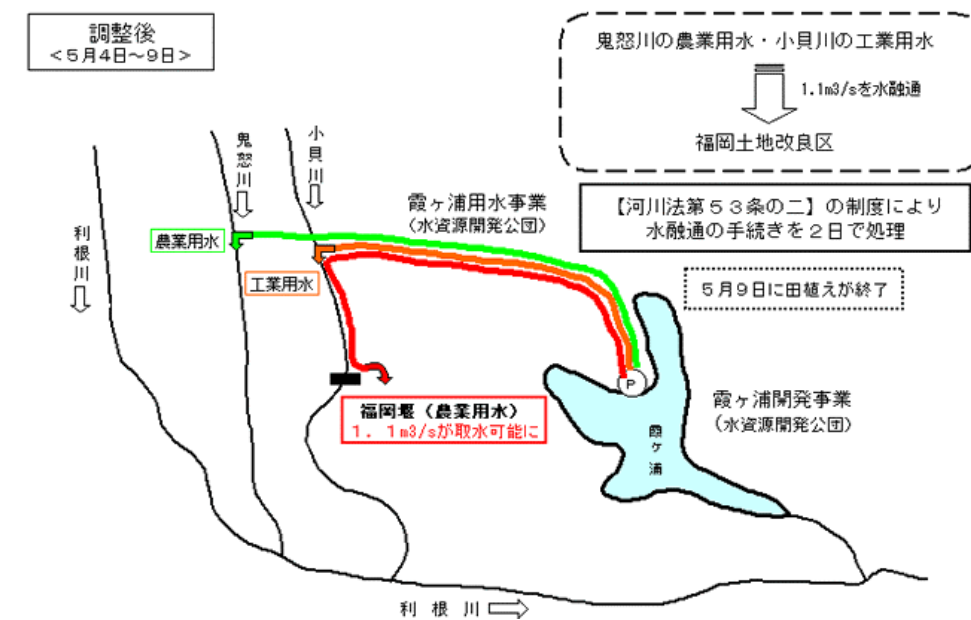 調整後
＜５月４日～９日＞
鬼怒川の農業用水・小貝川の工業用水
1.1m3/sを水融通
福岡土地改良区
【河川法第５３条の二】の制度により
水融通の手続きを２日で処理
５月９日に田植えが終了
利根川
鬼怒川
小貝川
霞ヶ浦用水事業
（水資源開発公団）
農業用水
工業用水
福岡堰（農業用水）
１．１m3/sが取水可能に
P
霞ヶ浦
霞ヶ浦開発事業
（水資源開発公団）
利根川